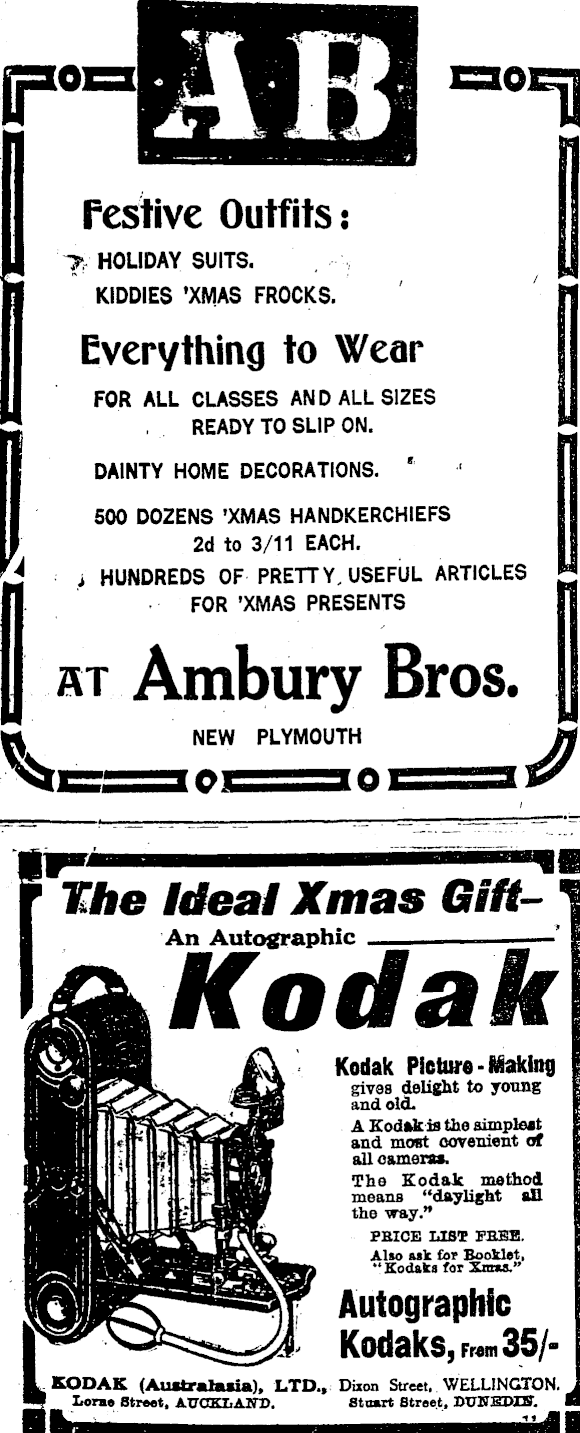 AB
Festive Outfits:
HOLIDAY SUITS.
KIDDIES 'XMAS FROCKS.
Everything to Wear
FOR ALL CLASSES AND ALL SIZES
READY TO SLIP ON.
DAINTY HOME DECORATIONS.
500 DOZENS 'XMAS HANDKERCHIEFS
2d to 3/11 EACH.
HUNDREDS OF PRETTY, USEFUL ARTICLES
FOR 'XMAS PRESENTS
AT Ambury Bros.
NEW PLYMOUTH
The Ideal Xmas Gift—
An Autographic
Kodak
Kodak Picture-Making
gives delight to young
and old.
A Kodak is the simplest
and most covenient of
all cameras.
The Kodak method
means "daylight all
the way."
PRICE LIST FREE.
Also ask for Booklet,
"Kodaks for Xmas."
Autographic
Kodaks, From 35/-
KODAK (Australasia), LTD., Dixon Street, WELLINGTON.
Lorne Street, AUCKLAND. Stuart Street, DUNEDIN.
11